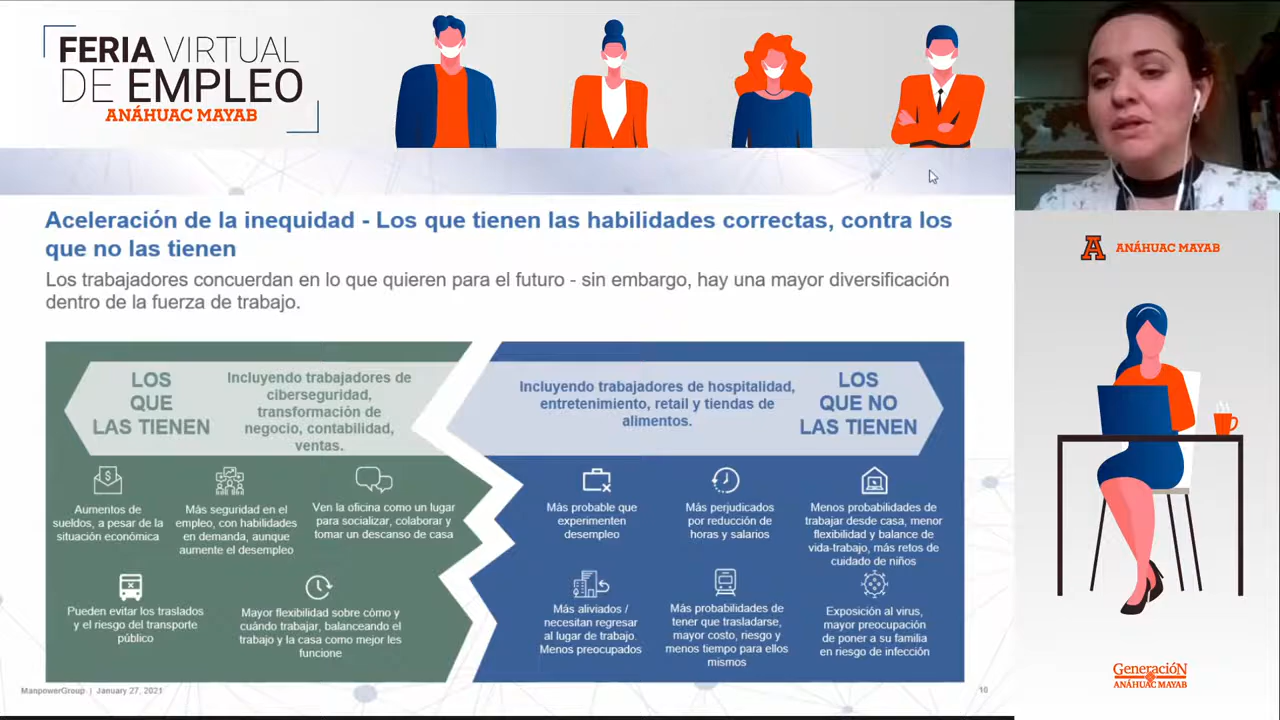 FERIA VIRTUAL
DE EMPLEO
ANÁHUAC MAYAB
Aceleración de la inequidad - Los que tienen las habilidades correctas, contra los
que no las tienen
Los trabajadores concuerdan en lo que quieren para el futuro - sin embargo, hay una mayor diversificación
dentro de la fuerza de trabajo.
LOS
QUE
LAS TIENEN
Incluyendo trabajadores de
ciberseguridad,
transformación de
negocio, contabilidad,
ventas.
Incluyendo trabajadores de hospitalidad,
entretenimiento, retail y tiendas de
alimentos.
LOS
QUE NO
LAS TIENEN
Aumentos de
sueldos, a pesar de la
situación económica
Más seguridad en el
empleo, con habilidades
en demanda, aunque
aumente el desempleo
Ven la oficina como un lugar
para socializar, colaborar y
tomar un descanso de casa
Pueden evitar los traslados
y el riesgo del transporte
público
Mayor flexibilidad sobre cómo y
cuándo trabajar, balanceando el
trabajo y la casa como mejor les
funcione
Más probable que
experimenten
desempleo
Más perjudicados
por reducción de
horas y salarios
Menos probabilidades de
trabajar desde casa, menor
flexibilidad y balance de
vida-trabajo, más retos de
cuidado de niños
Más aliviados /
necesitan regresar
al lugar de trabajo.
Menos preocupados
Más probabilidades de
tener que trasladarse,
mayor costo, riesgo y
menos tiempo para ellos
mismos
Exposición al virus,
mayor preocupación
de poner a su familia
en riesgo de infección
ManpowerGroup | January 27, 2021
10
A ANÁHUAC MAYAB
GeneracióN
ANÁHUAC MAYAB